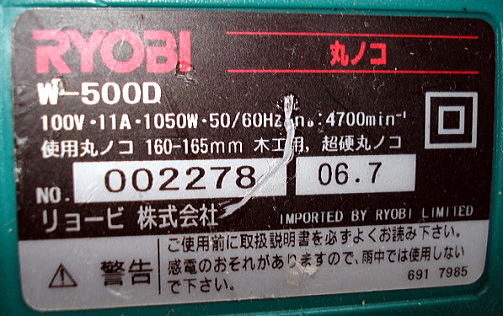 RYOBI 丸ノコ
W-500D
100V・11A・1050W・50/60Hz n₀:4700min⁻¹
使用丸ノコ 160-165mm 木工用, 超硬丸ノコ
NO. 002278 06.7
リョービ 株式会社 IMPORTED BY RYOBI LIMITED
⚠ 警告
ご使用前に取扱説明書を必ずよくお読み下さい。
感電のおそれがありますので、雨中では使用しない
で下さい。
691 7985